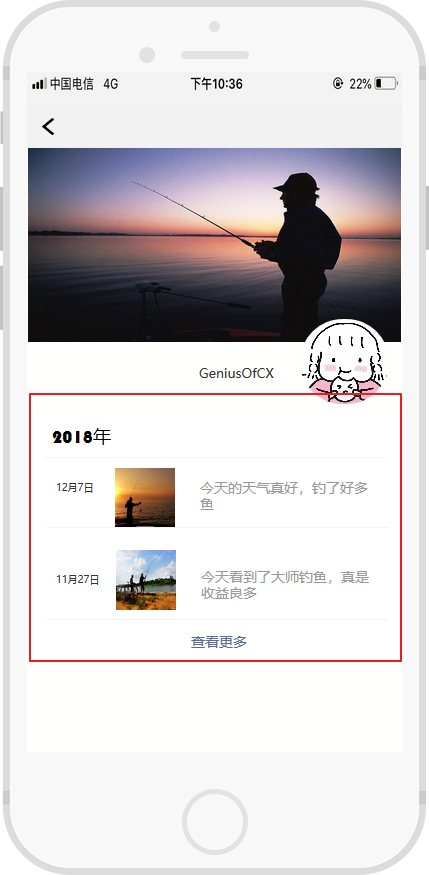 中国电信 4G 下午10:36 22%
GeniusOfCX
2018年
12月7日
今天的天气真好，钓了好多
鱼
11月27日
今天看到了大师钓鱼，真是
收益良多
查看更多